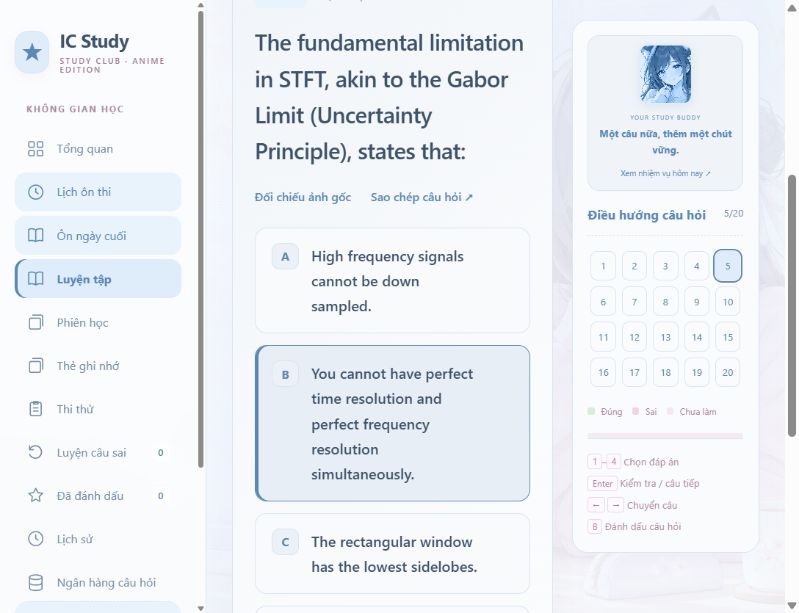 IC Study
STUDY CLUB · ANIME
EDITION
KHÔNG GIAN HỌC
Tổng quan
Lịch ôn thi
Ôn ngày cuối
Luyện tập
Phiên học
Thẻ ghi nhớ
Thi thử
Luyện câu sai 0
Đã đánh dấu 0
Lịch sử
Ngân hàng câu hỏi
The fundamental limitation
in STFT, akin to the Gabor
Limit (Uncertainty
Principle), states that:
Đối chiếu ảnh gốc Sao chép câu hỏi ↗
A High frequency signals
cannot be down
sampled.
B You cannot have perfect
time resolution and
perfect frequency
resolution
simultaneously.
C The rectangular window
has the lowest sidelobes.
YOUR STUDY BUDDY
Một câu nữa, thêm một chút
vững.
Xem nhiệm vụ hôm nay ↗
Điều hướng câu hỏi 5/20
1 2 3 4 5
6 7 8 9 10
11 12 13 14 15
16 17 18 19 20
Đúng Sai Chưa làm
1 – 4 Chọn đáp án
Enter Kiểm tra / câu tiếp
← → Chuyển câu
B Đánh dấu câu hỏi